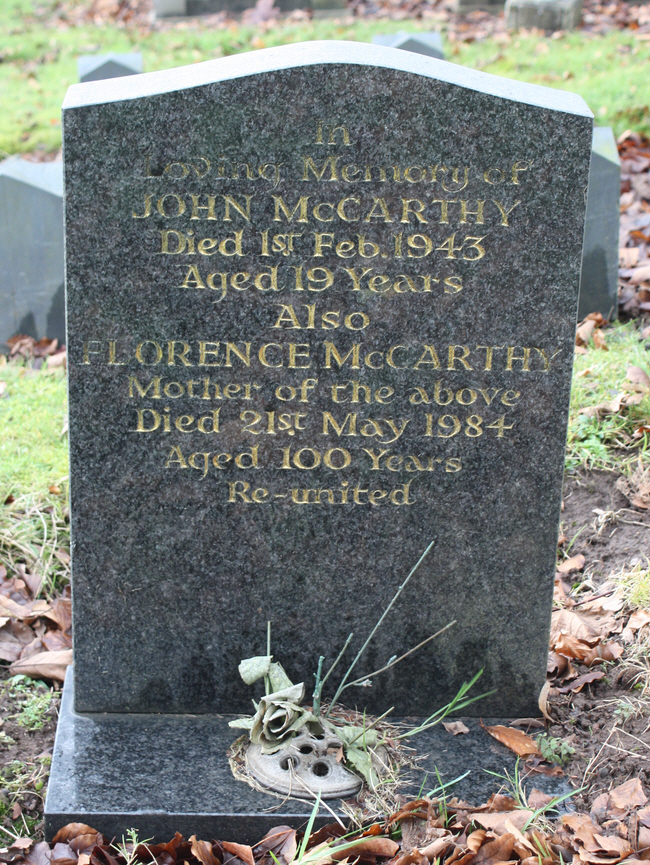 In
Loving Memory of
JOHN McCARTHY
Died 1st Feb. 1943
Aged 19 Years
Also
FLORENCE McCARTHY
Mother of the above
Died 21st May 1984
Aged 100 Years
Re-united